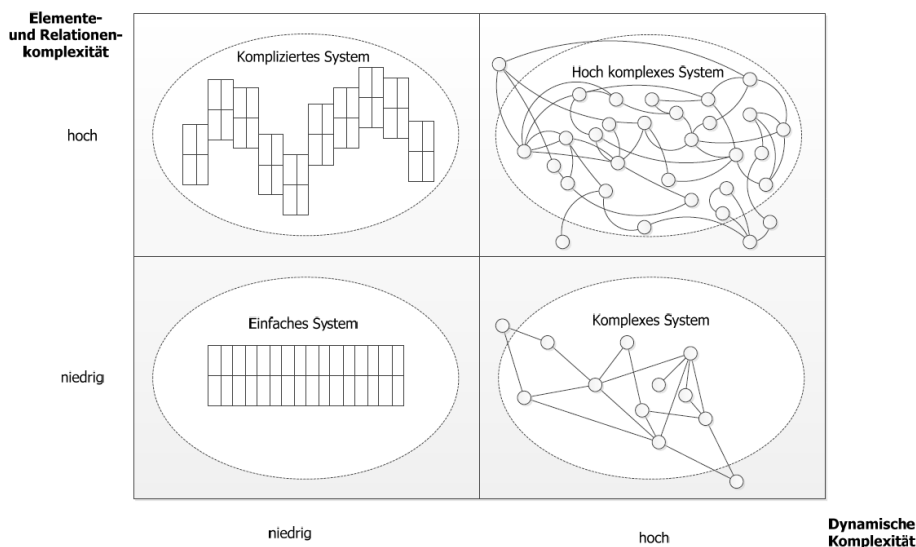 Elemente-
und Relationen-
komplexität
Kompliziertes System
Hoch komplexes System
hoch
Einfaches System
Komplexes System
niedrig
niedrig
hoch
Dynamische
Komplexität